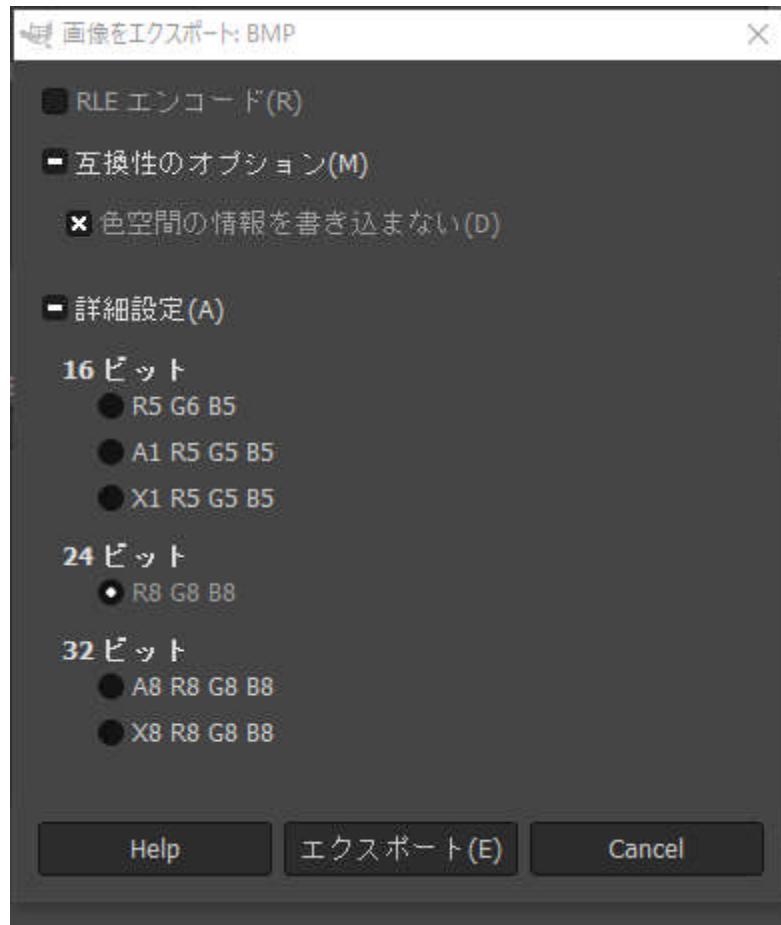 画像をエクスポート: BMP
RLE エンコード(R)
互換性のオプション(M)
色空間の情報を書き込まない(D)
詳細設定(A)
16 ビット
R5 G6 B5
A1 R5 G5 B5
X1 R5 G5 B5
24 ビット
R8 G8 B8
32 ビット
A8 R8 G8 B8
X8 R8 G8 B8
Help エクスポート(E) Cancel